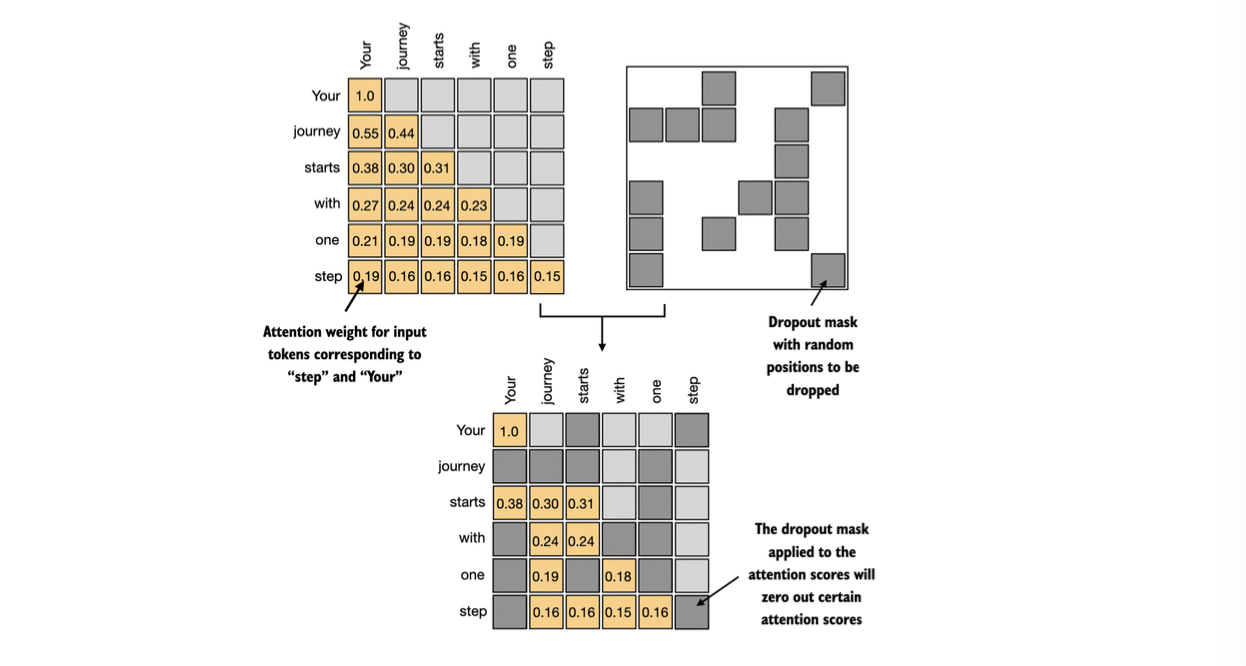 Your journey starts with one step
Your 1.0
journey 0.55 0.44
starts 0.38 0.30 0.31
with 0.27 0.24 0.24 0.23
one 0.21 0.19 0.19 0.18 0.19
step 0.19 0.16 0.16 0.15 0.16 0.15
Attention weight for input
tokens corresponding to
“step” and “Your”
Dropout mask
with random
positions to be
dropped
Your journey starts with one step
Your 1.0
journey
starts 0.38 0.30 0.31
with 0.24 0.24
one 0.19 0.18
step 0.16 0.16 0.15 0.16
The dropout mask
applied to the
attention scores will
zero out certain
attention scores